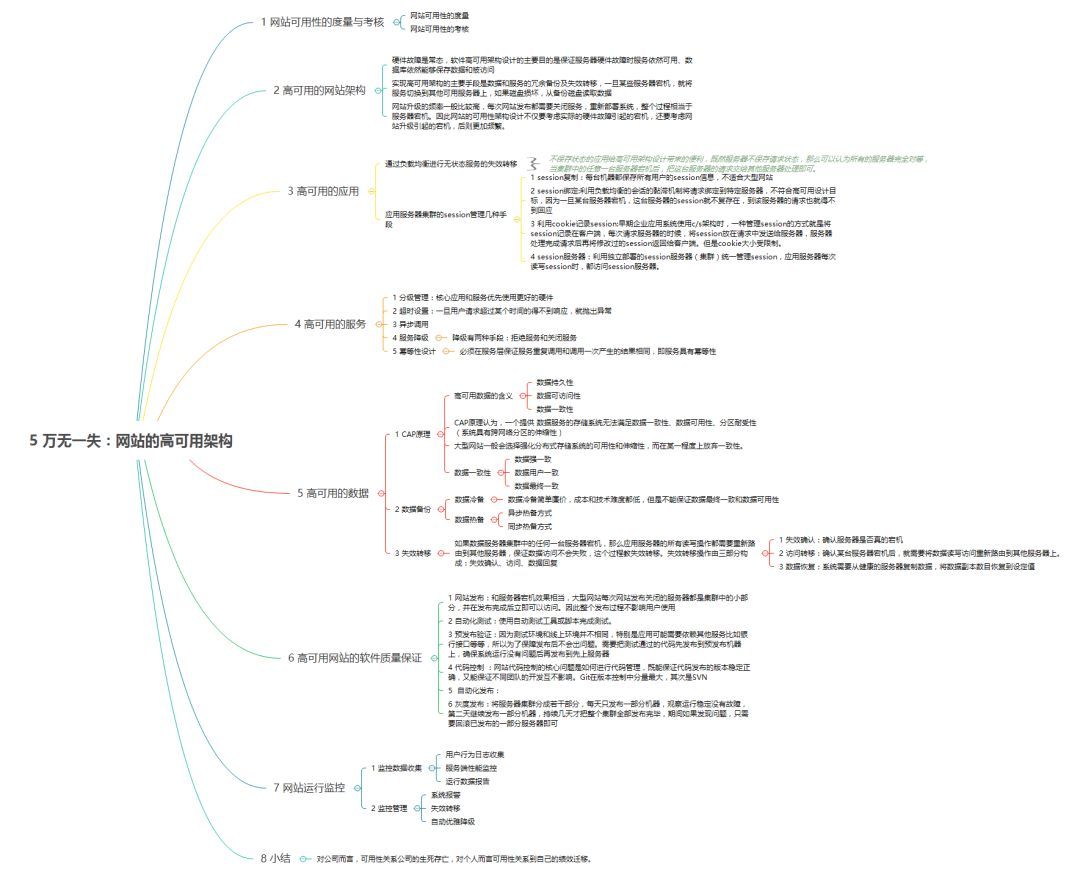 5 万无一失：网站的高可用架构
1 网站可用性的度量与考核
网站可用性的度量
网站可用性的考核
2 高可用的网站架构
硬件故障是常态，软件高可用架构设计的主要目的是保证服务器硬件故障时服务依然可用、数
据库依然能够保存数据和被访问
实现高可用架构的主要手段是数据和服务的冗余备份及失效转移，一旦某些服务器宕机，就将
服务切换到其他可用服务器上，如果磁盘损坏，从备份磁盘读取数据
网站升级的频率一般比较高，每次网站发布都需要关闭服务，重新部署系统，整个过程相当于
服务器宕机。因此网站的可用性架构设计不仅要考虑实际的硬件故障引起的宕机，还要考虑网
站升级引起的宕机，后则更加频繁。
3 高可用的应用
通过负载均衡进行无状态服务的失效转移
不保存状态的应用给高可用架构设计带来的便利，既然服务器不保存请求状态，那么可以认为所有的服务器完全对等，
当集群中的任意一台服务器宕机后，把这台服务器的请求交给其他服务器处理即可。
应用服务器集群的session管理几种手
段
1 session复制：每台机器都保存所有用户的session信息，不适合大型网站
2 session绑定:利用负载均衡的会话的黏滞机制将请求绑定到特定服务器，不符合高可用设计目
标，因为一旦某台服务器宕机，这台服务器的session就不复存在，到该服务器的请求也就得不
到回应
3 利用cookie记录session:早期企业应用系统使用c/s架构时，一种管理session的方式就是将
session记录在客户端，每次请求服务器的时候，将session放在请求中发送给服务器，服务器
处理完成请求后再将修改过的session返回给客户端。但是cookie大小受限制。
4 session服务器：利用独立部署的session服务器（集群）统一管理session，应用服务器每次
读写session时，都访问session服务器。
4 高可用的服务
1 分级管理：核心应用和服务优先使用更好的硬件
2 超时设置：一旦用户请求超过某个时间的得不到响应，就抛出异常
3 异步调用
4 服务降级
降级有两种手段：拒绝服务和关闭服务
5 幂等性设计
必须在服务层保证服务重复调用和调用一次产生的结果相同，即服务具有幂等性
5 高可用的数据
1 CAP原理
高可用数据的含义
数据持久性
数据可访问性
数据一致性
CAP原理认为，一个提供 数据服务的存储系统无法满足数据一致性、数据可用性、分区耐受性
（系统具有跨网络分区的伸缩性）
大型网站一般会选择强化分布式存储系统的可用性和伸缩性，而在某一程度上放弃一致性。
数据一致性
数据强一致
数据用户一致
数据最终一致
2 数据备份
数据冷备
数据冷备简单廉价，成本和技术难度都低，但是不能保证数据最终一致和数据可用性
数据热备
异步热备方式
同步热备方式
3 失效转移
如果数据服务器集群中的任何一台服务器宕机，那么应用服务器的所有读写操作都需要重新路
由到其他服务器，保证数据访问不会失败，这个过程教失效转移。失效转移操作由三部分构
成：失效确认、访问、数据回复
1 失效确认：确认服务器是否真的宕机
2 访问转移：确认某台服务器宕机后，就需要将数据读写访问重新路由到其他服务器上。
3 数据恢复：系统需要从健康的服务器复制数据，将数据副本数目恢复到设定值
6 高可用网站的软件质量保证
1 网站发布：和服务器宕机效果相当，大型网站每次网站发布关闭的服务器都是集群中的小部
分，并在发布完成后立即可以访问。因此整个发布过程不影响用户使用
2 自动化测试：使用自动测试工具或脚本完成测试。
3 预发布验证：因为测试环境和线上环境并不相同，特别是应用可能需要依赖其他服务比如银
行接口等等，所以为了保障发布后不会出问题。需要把测试通过的代码先发布到预发布机器
上，确保系统运行没有问题后再发布到先上服务器
4 代码控制 ：网站代码控制的核心问题是如何进行代码管理，既能保证代码发布的版本稳定正
确，又能保证不同团队的开发互不影响。Git在版本控制中分量最大，其次是SVN
5 自动化发布：
6 灰度发布：将服务器集群分成若干部分，每天只发布一部分机器，观察运行稳定没有故障，
第二天继续发布一部分机器，持续几天才把整个集群全部发布完毕，期间如果发现问题，只需
要回滚已发布的一部分服务器即可
7 网站运行监控
1 监控数据收集
用户行为日志收集
服务端性能监控
运行数据报告
2 监控管理
系统报警
失效转移
自动优雅降级
8 小结
对公司而言，可用性关系公司的生死存亡，对个人而言可用性关系到自己的绩效迁移。